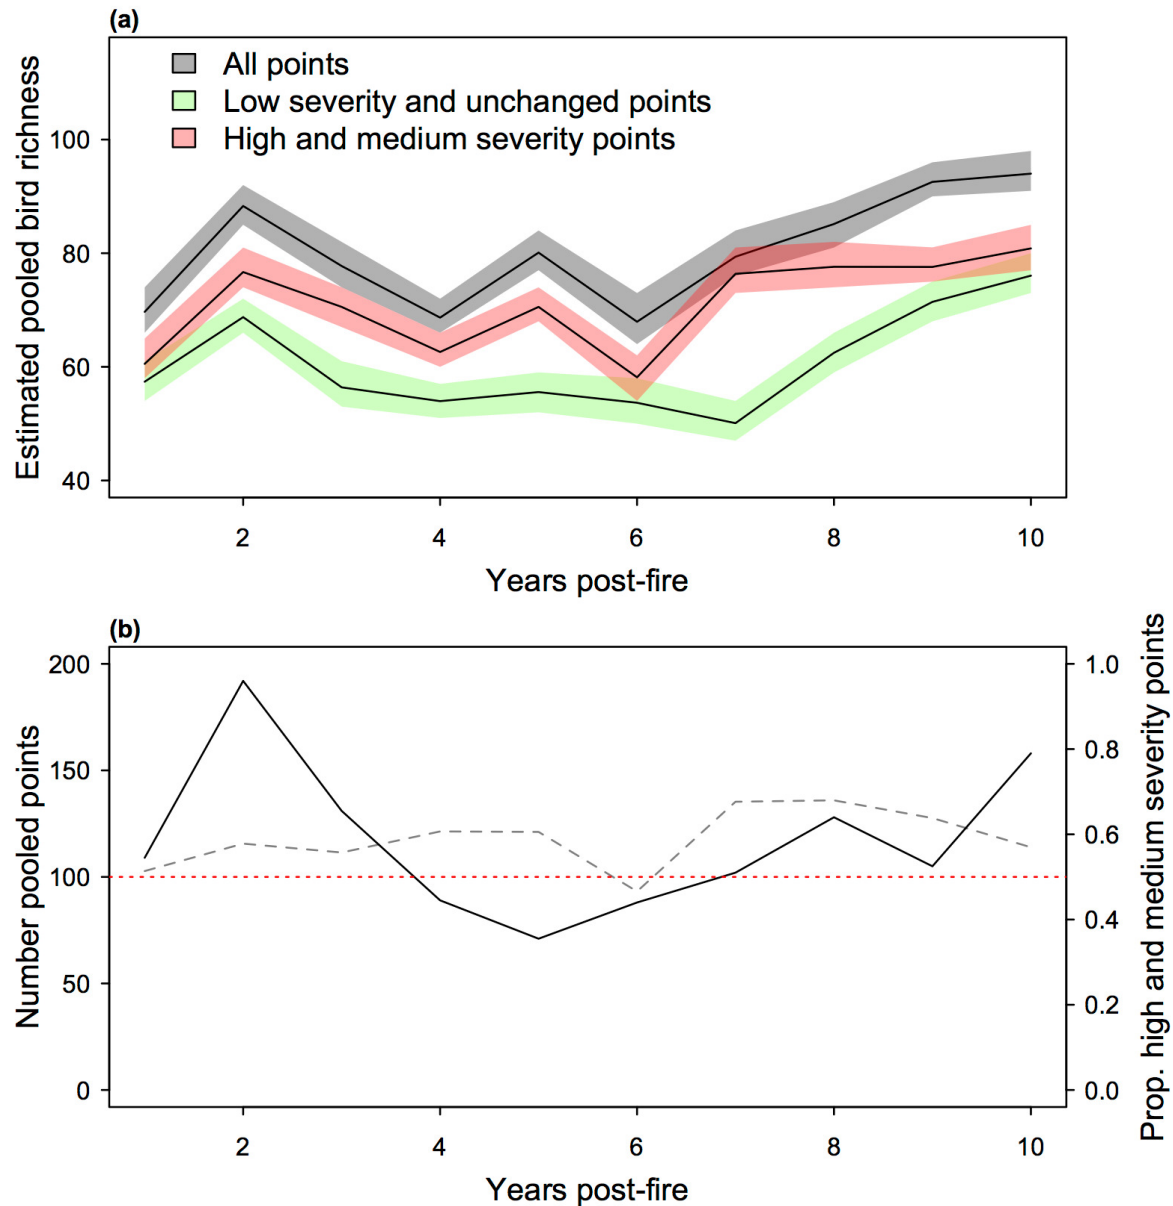 (a)
Estimated pooled bird richness
All points
Low severity and unchanged points
High and medium severity points
100
80
60
40
2 4 6 8 10
Years post-fire
(b)
Number pooled points
200
150
100
50
0
1.0
0.8
0.6
0.4
0.2
0.0
Prop. high and medium severity points
2 4 6 8 10
Years post-fire